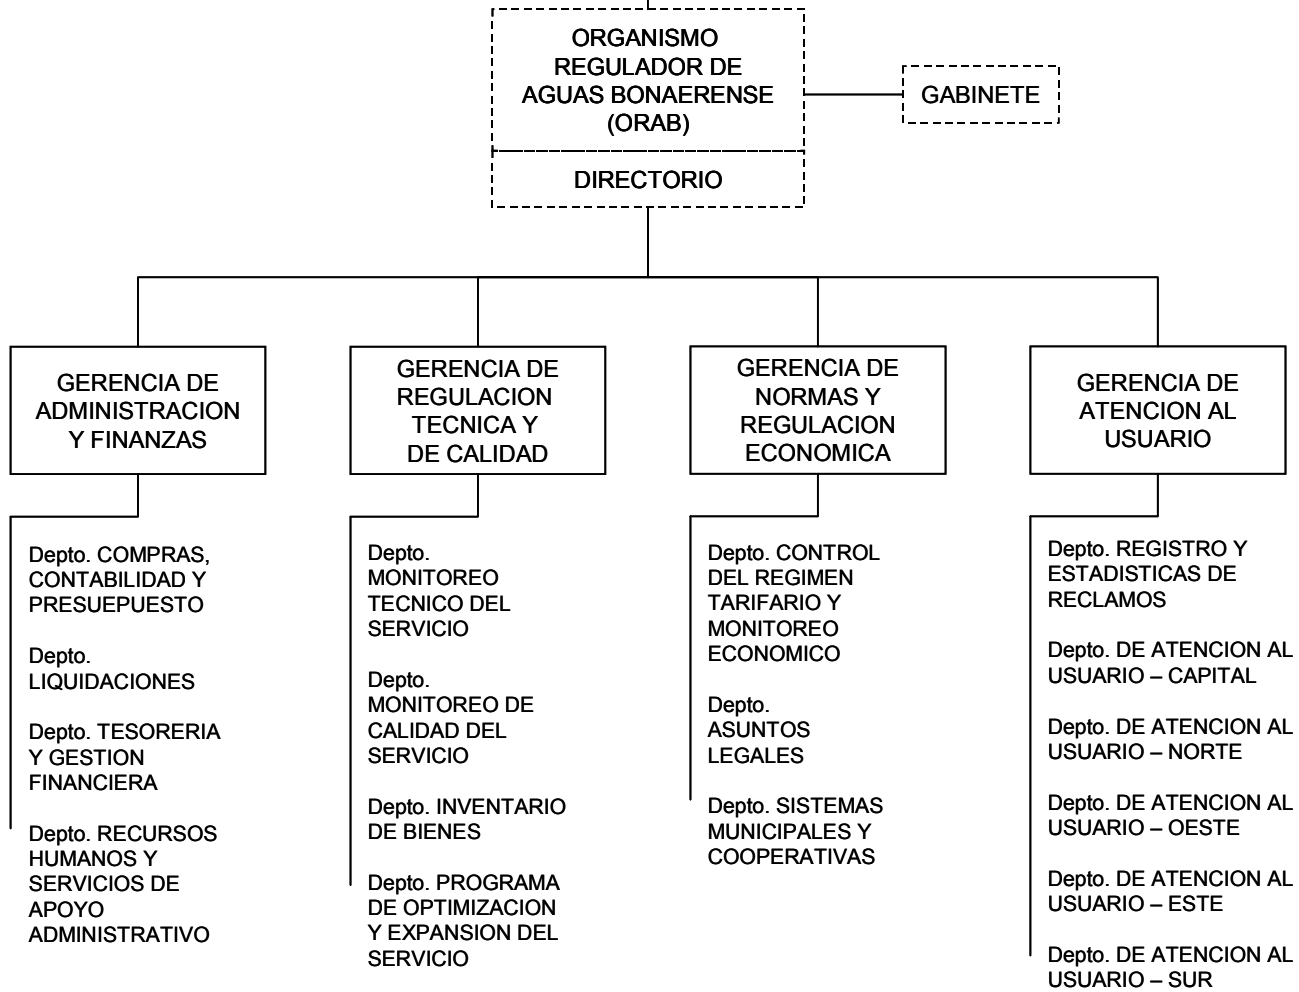 ORGANISMO
REGULADOR DE
AGUAS BONAERENSE
(ORAB)
DIRECTORIO
GABINETE
GERENCIA DE
ADMINISTRACION
Y FINANZAS
Depto. COMPRAS,
CONTABILIDAD Y
PRESUEPUESTO
Depto.
LIQUIDACIONES
Depto. TESORERIA
Y GESTION
FINANCIERA
Depto. RECURSOS
HUMANOS Y
SERVICIOS DE
APOYO
ADMINISTRATIVO
GERENCIA DE
REGULACION
TECNICA Y
DE CALIDAD
Depto.
MONITOREO
TECNICO DEL
SERVICIO
Depto.
MONITOREO DE
CALIDAD DEL
SERVICIO
Depto. INVENTARIO
DE BIENES
Depto. PROGRAMA
DE OPTIMIZACION
Y EXPANSION DEL
SERVICIO
GERENCIA DE
NORMAS Y
REGULACION
ECONOMICA
Depto. CONTROL
DEL REGIMEN
TARIFARIO Y
MONITOREO
ECONOMICO
Depto.
ASUNTOS
LEGALES
Depto. SISTEMAS
MUNICIPALES Y
COOPERATIVAS
GERENCIA DE
ATENCION AL
USUARIO
Depto. REGISTRO Y
ESTADISTICAS DE
RECLAMOS
Depto. DE ATENCION AL
USUARIO – CAPITAL
Depto. DE ATENCION AL
USUARIO – NORTE
Depto. DE ATENCION AL
USUARIO – OESTE
Depto. DE ATENCION AL
USUARIO – ESTE
Depto. DE ATENCION AL
USUARIO – SUR